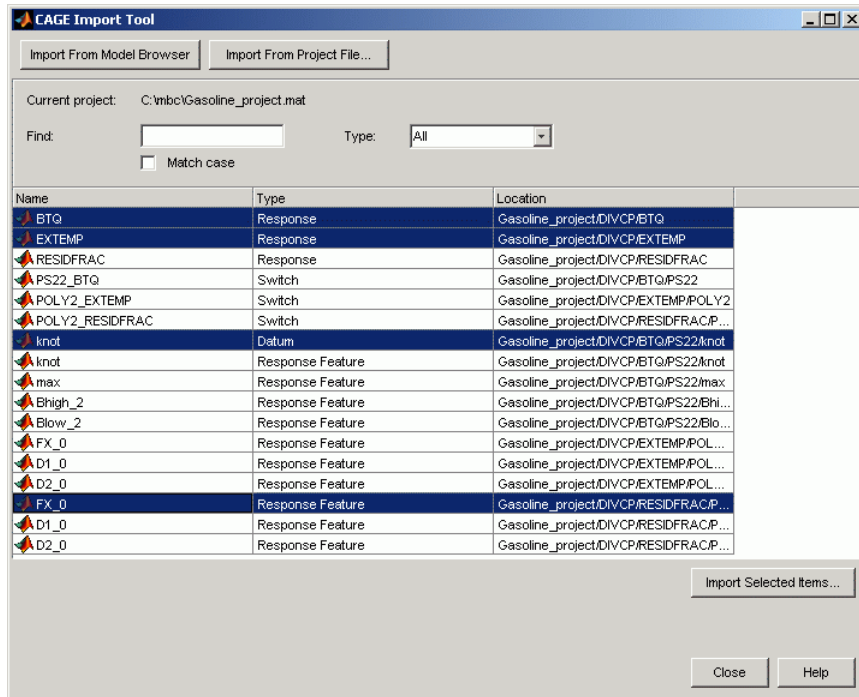 CAGE Import Tool
Import From Model Browser Import From Project File...
Current project: C:\mbc\Gasoline_project.mat
Find: Type: All
Match case
Name Type Location
BTQ Response Gasoline_project/DIVCP/BTQ
EXTEMP Response Gasoline_project/DIVCP/EXTEMP
RESIDFRAC Response Gasoline_project/DIVCP/RESIDFRAC
PS22_BTQ Switch Gasoline_project/DIVCP/BTQ/PS22
POLY2_EXTEMP Switch Gasoline_project/DIVCP/EXTEMP/POLY2
POLY2_RESIDFRAC Switch Gasoline_project/DIVCP/RESIDFRAC/P...
knot Datum Gasoline_project/DIVCP/BTQ/PS22/knot
knot Response Feature Gasoline_project/DIVCP/BTQ/PS22/knot
max Response Feature Gasoline_project/DIVCP/BTQ/PS22/max
Bhigh_2 Response Feature Gasoline_project/DIVCP/BTQ/PS22/Bhi...
Blow_2 Response Feature Gasoline_project/DIVCP/BTQ/PS22/Blo...
FX_0 Response Feature Gasoline_project/DIVCP/EXTEMP/POL...
D1_0 Response Feature Gasoline_project/DIVCP/EXTEMP/POL...
D2_0 Response Feature Gasoline_project/DIVCP/EXTEMP/POL...
FX_0 Response Feature Gasoline_project/DIVCP/RESIDFRAC/P...
D1_0 Response Feature Gasoline_project/DIVCP/RESIDFRAC/P...
D2_0 Response Feature Gasoline_project/DIVCP/RESIDFRAC/P...
Import Selected Items...
Close Help